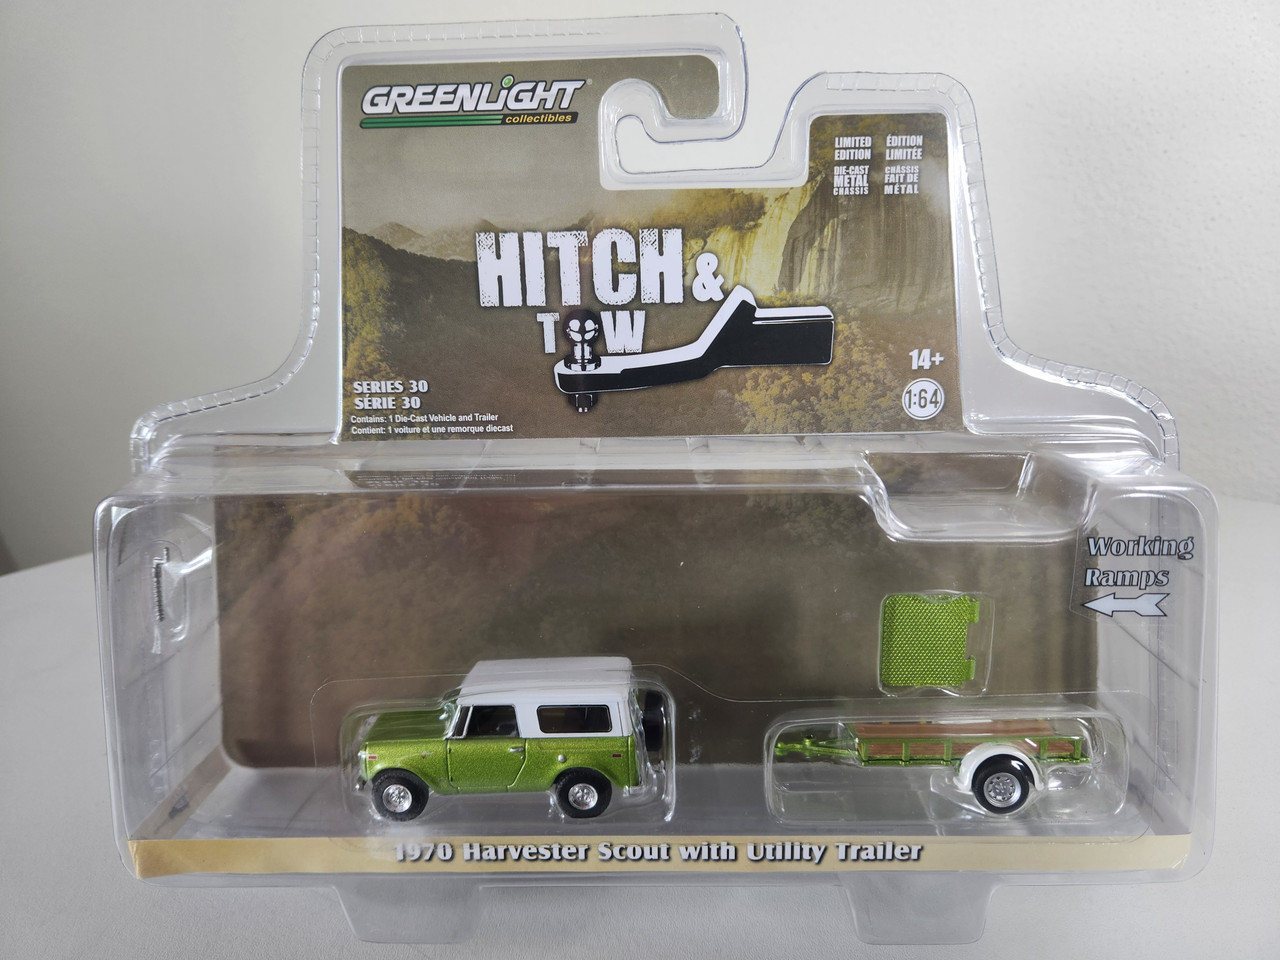 GREENLIGHT®
collectibles
LIMITED EDITION
ÉDITION LIMITÉE
DIE-CAST METAL CHASSIS
CHÂSSIS FAIT DE MÉTAL
HITCH &
TOW
14+
1:64
SERIES 30
SÉRIE 30
Contains: 1 Die-Cast Vehicle and Trailer
Contient: 1 voiture et une remorque diecast
Working
Ramps
1970 Harvester Scout with Utility Trailer